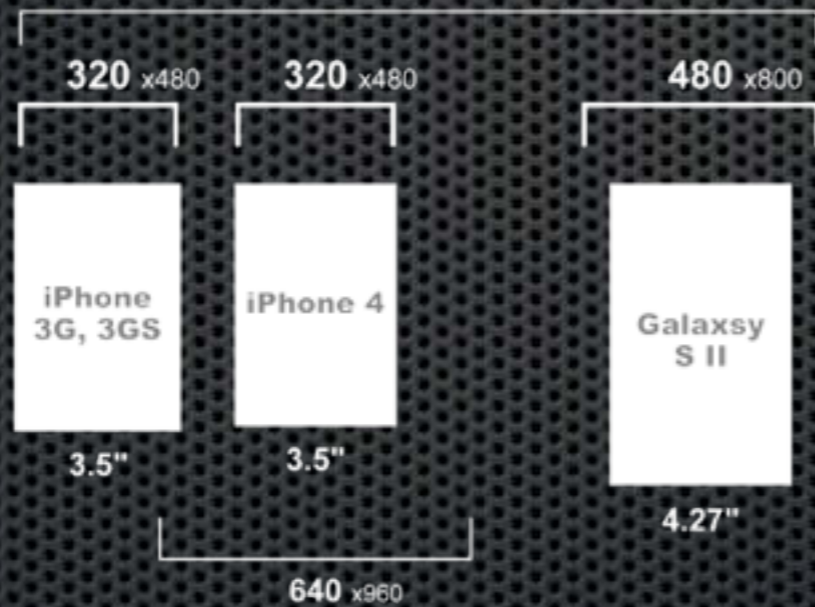 320 x480
320 x480
480 x800
iPhone
3G, 3GS
iPhone 4
Galaxsy
S II
3.5"
3.5"
4.27"
640 x960